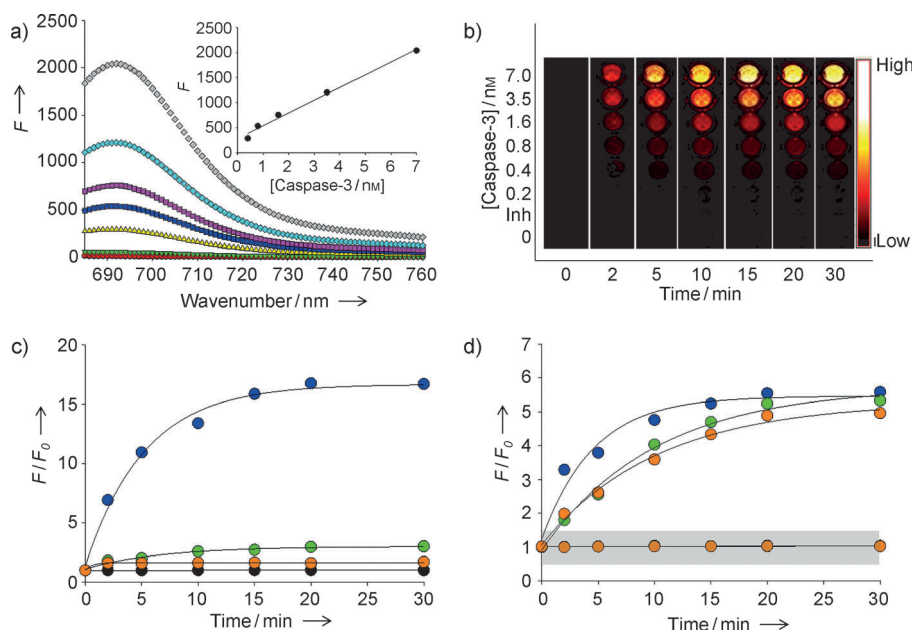 a)
F →
2500
2000
1500
1000
500
0
690 700 710 720 730 740 750 760
Wavenumber / nm →
F
2500
2000
1500
1000
500
0
0 1 2 3 4 5 6 7
[Caspase-3 / nM]
b)
[Caspase-3] / nM
7.0
3.5
1.6
0.8
0.4
0.2
Inh
0
0 2 5 10 15 20 30
Time / min
High
Low
c)
F / F0 →
20
15
10
5
0
0 5 10 15 20 25 30
Time / min →
d)
F / F0 →
7
6
5
4
3
2
1
0
0 5 10 15 20 25 30
Time / min →